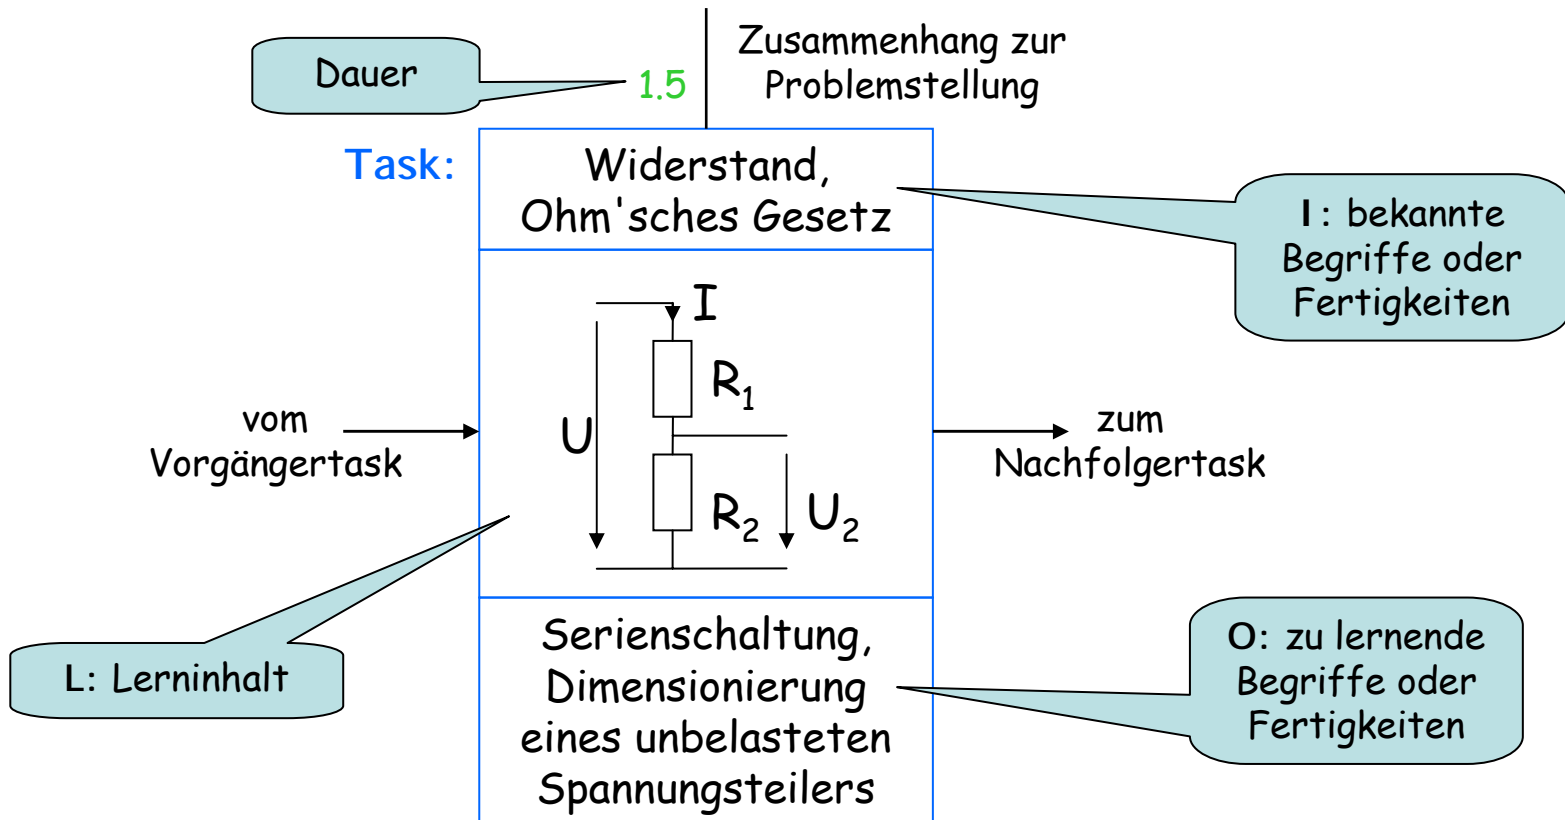 Zusammenhang zur
Problemstellung
Dauer
1.5
Task:
Widerstand,
Ohm'sches Gesetz
I: bekannte
Begriffe oder
Fertigkeiten
I
R1
U
R2
U2
vom
Vorgängertask
zum
Nachfolgertask
L: Lerninhalt
Serienschaltung,
Dimensionierung
eines unbelasteten
Spannungsteilers
O: zu lernende
Begriffe oder
Fertigkeiten